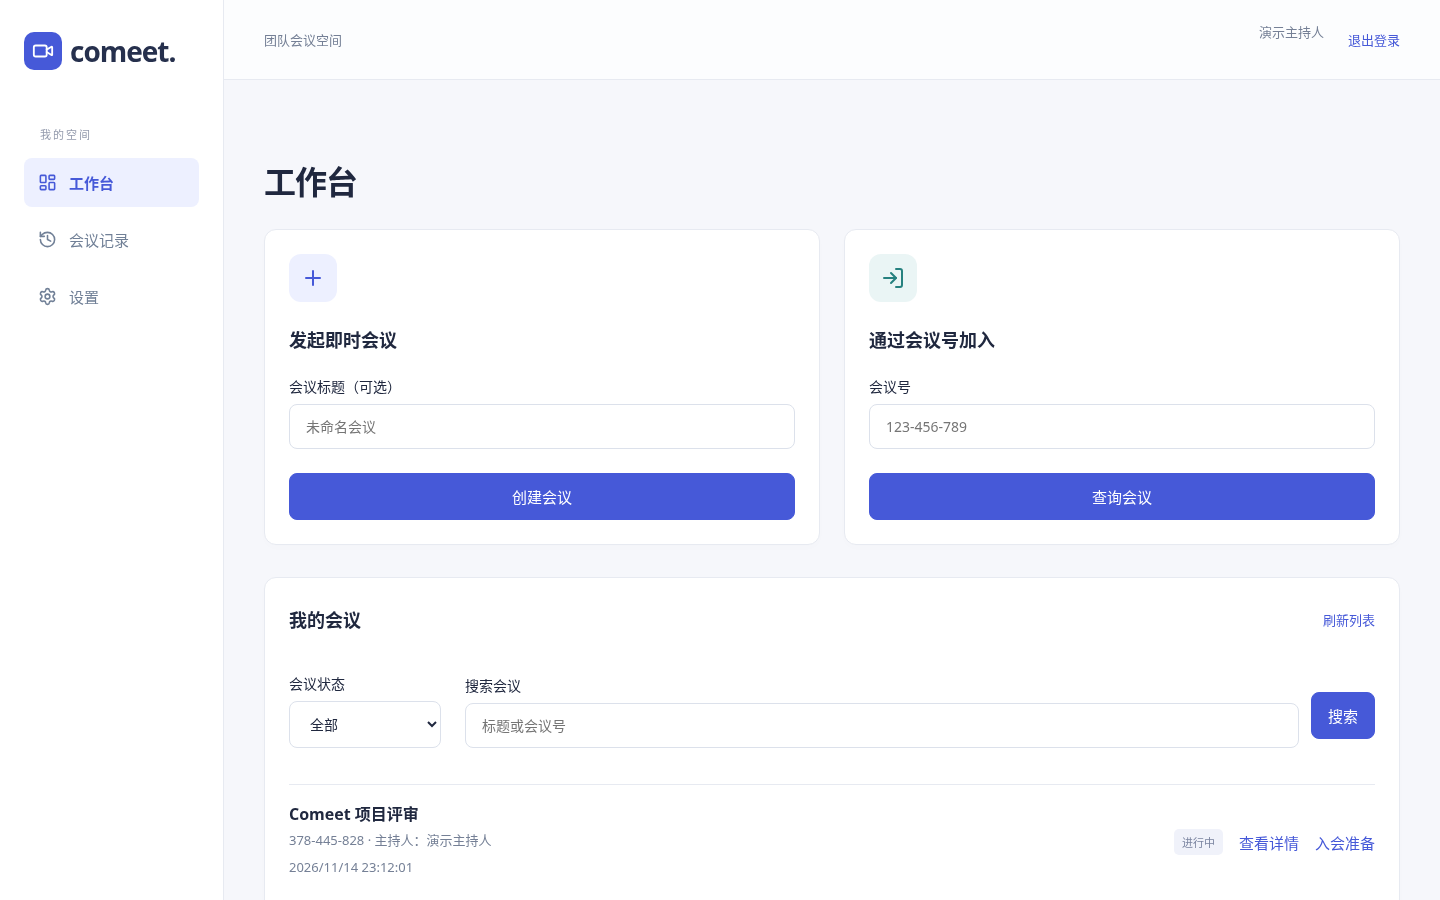 comeet.
团队会议空间
演示主持人
退出登录
我的空间
工作台
会议记录
设置
工作台
发起即时会议
会议标题（可选）
未命名会议
创建会议
通过会议号加入
会议号
123-456-789
查询会议
我的会议
刷新列表
会议状态
全部
搜索会议
标题或会议号
搜索
Comeet 项目评审
378-445-828 · 主持人：演示主持人
2026/11/14 23:12:01
进行中
查看详情
入会准备